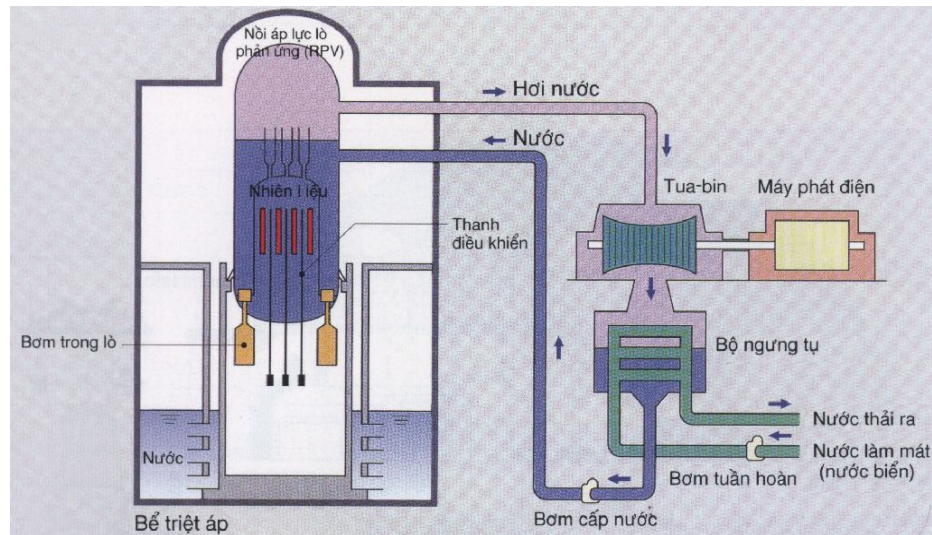 Nồi áp lực lò
phản ứng (RPV)
Hơi nước
Nước
Tua-bin
Máy phát điện
Nhiên liệu
Thanh
điều khiển
Bơm trong lò
Bộ ngưng tụ
Nước thải ra
Nước làm mát
(nước biển)
Nước
Bơm tuần hoàn
Bơm cấp nước
Bể triệt áp